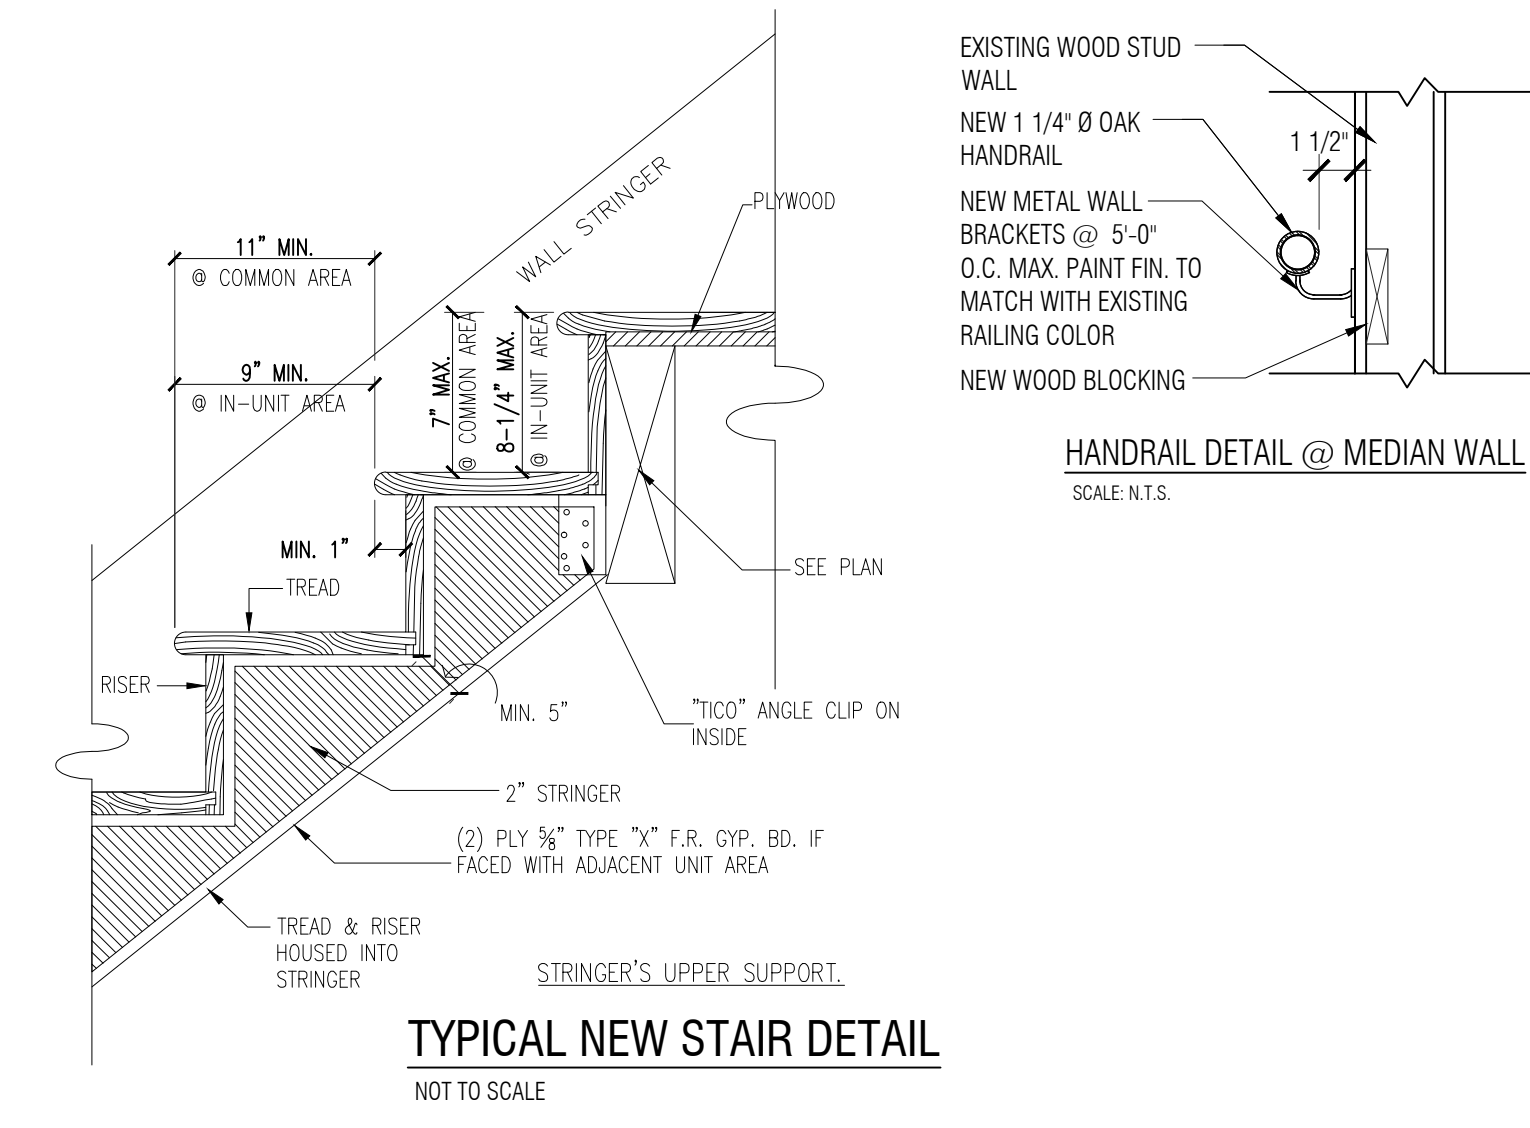 WALL STRINGER
PLYWOOD
11" MIN.
@ COMMON AREA
9" MIN.
@ IN-UNIT AREA
7" MAX.
@ COMMON AREA
8-1/4" MAX.
@ IN-UNIT AREA
MIN. 1"
TREAD
SEE PLAN
RISER
MIN. 5"
"TICO" ANGLE CLIP ON
INSIDE
2" STRINGER
(2) PLY ⅝" TYPE "X" F.R. GYP. BD. IF
FACED WITH ADJACENT UNIT AREA
TREAD & RISER
HOUSED INTO
STRINGER
STRINGER'S UPPER SUPPORT.
TYPICAL NEW STAIR DETAIL
NOT TO SCALE
EXISTING WOOD STUD
WALL
NEW 1 1/4" Ø OAK
HANDRAIL
1 1/2"
NEW METAL WALL
BRACKETS @ 5'-0"
O.C. MAX. PAINT FIN. TO
MATCH WITH EXISTING
RAILING COLOR
NEW WOOD BLOCKING
HANDRAIL DETAIL @ MEDIAN WALL
SCALE: N.T.S.